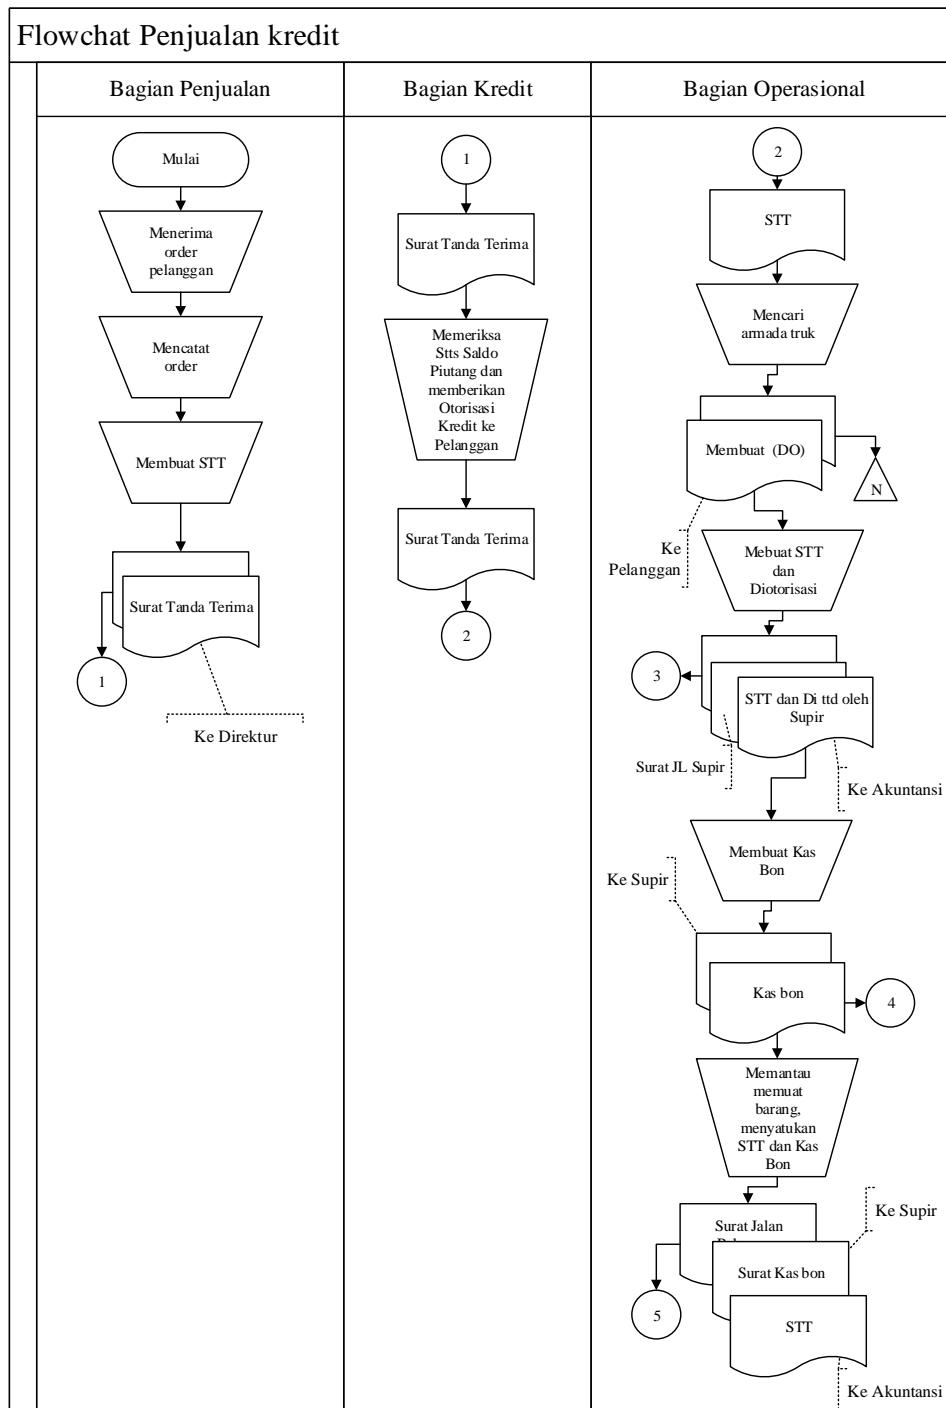 Flowchat Penjualan kredit
Bagian Penjualan
Bagian Kredit
Bagian Operasional
Mulai
Menerima
order
pelanggan
Mencatat
order
Membuat STT
Surat Tanda Terima
1
Ke Direktur
1
Surat Tanda Terima
Memeriksa
Stts Saldo
Piutang dan
memberikan
Otorisasi
Kredit ke
Pelanggan
Surat Tanda Terima
2
2
STT
Mencari
armada truk
Membuat (DO)
N
Ke
Pelanggan
Mebuat STT
dan
Diotorisasi
3
STT dan Di ttd oleh
Supir
Surat JL Supir
Ke Akuntansi
Membuat Kas
Bon
Ke Supir
Kas bon
4
Memantau
memuat
barang,
menyatukan
STT dan Kas
Bon
Surat Jalan
Ke Supir
Surat Kas bon
5
STT
Ke Akuntansi